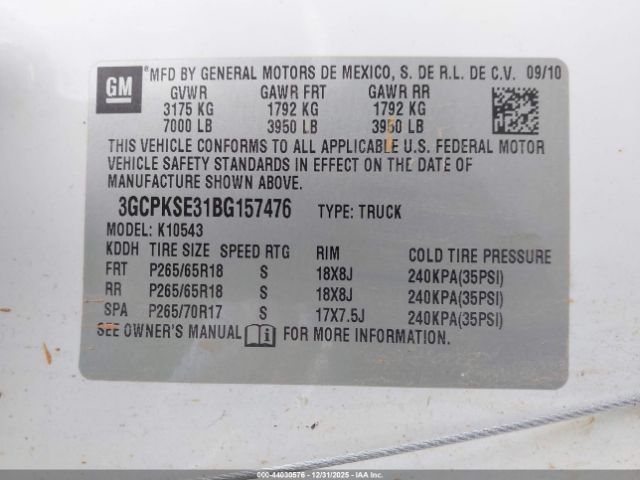 GM
*MFD BY GENERAL MOTORS DE MEXICO, S. DE R.L. DE C.V. 09/10
GVWR GAWR FRT GAWR RR
3175 KG 1792 KG 1792 KG
7000 LB 3950 LB 3950 LB
THIS VEHICLE CONFORMS TO ALL APPLICABLE U.S. FEDERAL MOTOR
VEHICLE SAFETY STANDARDS IN EFFECT ON THE DATE OF
MANUFACTURE SHOWN ABOVE.
3GCPKSE31BG157476 TYPE: TRUCK
MODEL: K10543
KDDH TIRE SIZE SPEED RTG RIM COLD TIRE PRESSURE
FRT P265/65R18 S 18X8J 240KPA(35PSI)
RR P265/65R18 S 18X8J 240KPA(35PSI)
SPA P265/70R17 S 17X7.5J 240KPA(35PSI)
SEE OWNER'S MANUAL FOR MORE INFORMATION.
© - 44030576 - 12/31/2025 - IAAI.COM